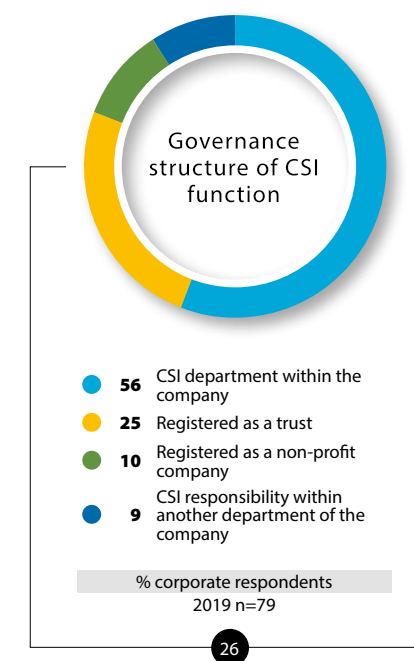 Governance
structure of CSI
function
56 CSI department within the
company
25 Registered as a trust
10 Registered as a non-profit
company
9 CSI responsibility within
another department of the
company
% corporate respondents
2019 n=79
26